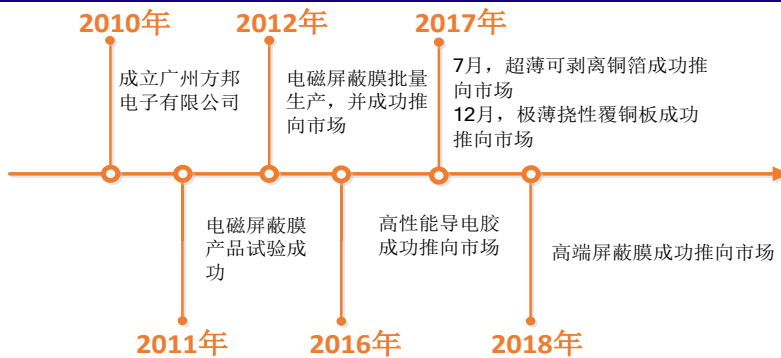 2010年
2012年
2017年
成立广州方邦
电子有限公司
电磁屏蔽膜批量
生产，并成功推
向市场
7月，超薄可剥离铜箔成功推
向市场
12月，极薄挠性覆铜板成功
推向市场
电磁屏蔽膜
产品试验成
功
高性能导电胶
成功推向市场
高端屏蔽膜成功推向市场
2011年
2016年
2018年